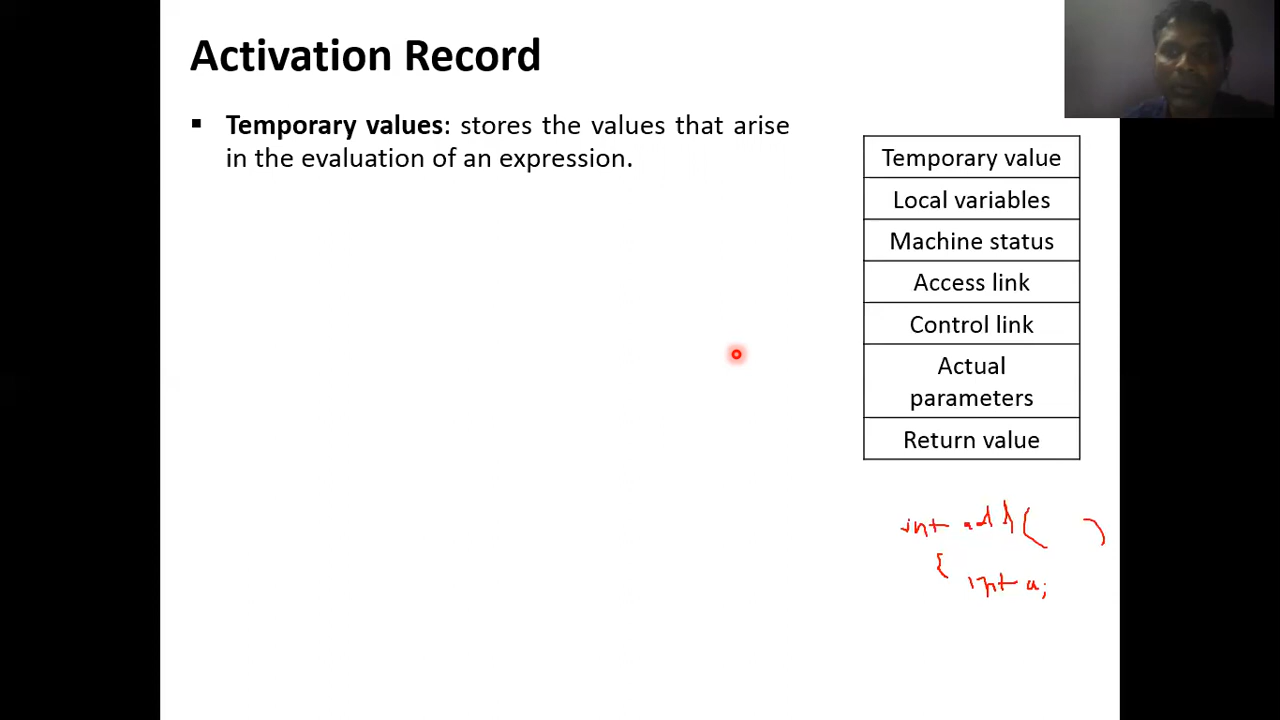 Activation Record
▪ Temporary values: stores the values that arise
in the evaluation of an expression.
Temporary value
Local variables
Machine status
Access link
Control link
Actual
parameters
Return value
int add( )
{
int a;